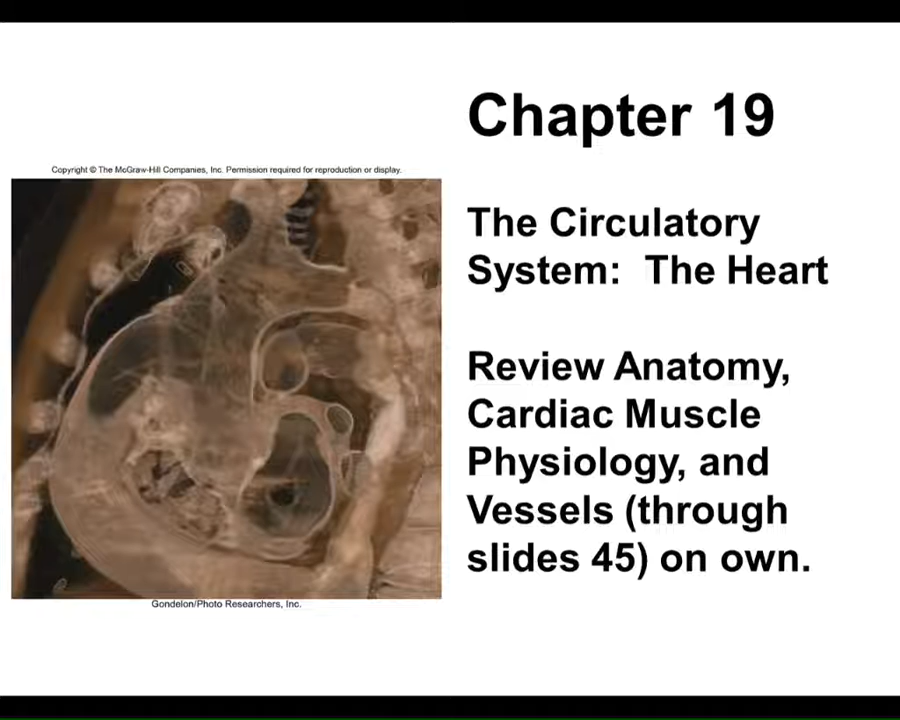 Chapter 19
Copyright © The McGraw-Hill Companies, Inc. Permission required for reproduction or display.
The Circulatory
System: The Heart
Review Anatomy,
Cardiac Muscle
Physiology, and
Vessels (through
slides 45) on own.
Gondelon/Photo Researchers, Inc.